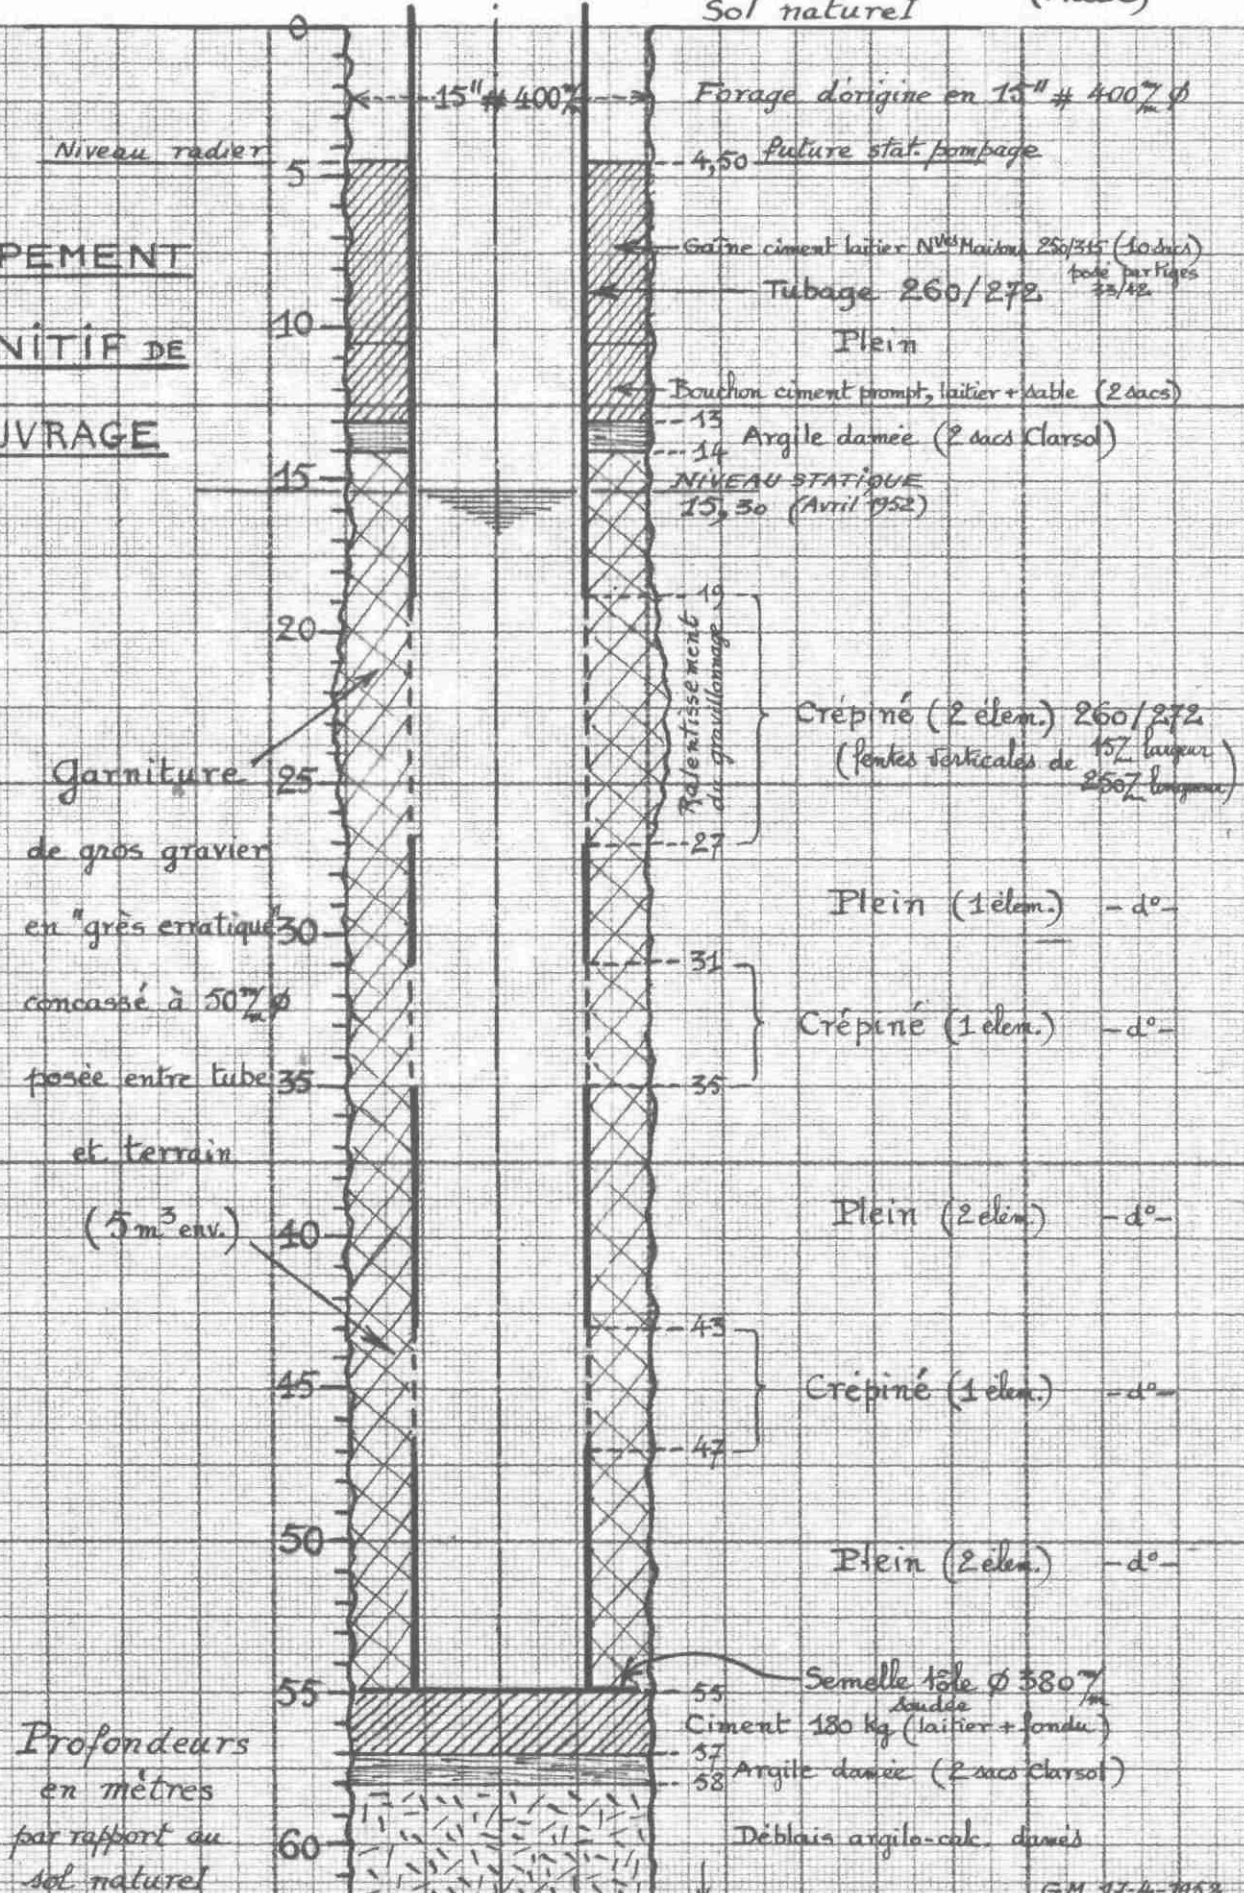 Sol naturel
0
15" # 400 m/m
Forage d'origine en 15" # 400 m/m ø
Niveau radier
4,50 future stat. pompage
5
PEMENT
Gaîne ciment laitier Nves Maisons 250/315 (10 sacs)
posé par tiges
33/42
Tubage 260/272
10
NITIF DE
Plein
Bouchon ciment prompt, laitier + sable (2 sacs)
13
UVRAGE
Argile damée (2 sacs Clarsol)
14
15
NIVEAU STATIQUE
15,30 (Avril 1952)
19
20
Ralentissement
du gravillonnage
Crépiné (2 élem.) 260/272
(fentes verticales de 15 m/m largeur
250 m/m longueur)
Garniture
25
27
de gros gravier
Plein (1 élem.) -d°-
en "grès erratique"
30
31
concassé à 50 m/m ø
Crépiné (1 élem.) -d°-
posée entre tube
35
35
et terrain
Plein (2 élem.) -d°-
(5 m³ env.)
40
43
45
Crépiné (1 élem.) -d°-
47
50
Plein (2 élem.) -d°-
Semelle tôle ø 380 m/m
soudée
55
55
Ciment 180 kg (laitier + fondu)
57
Profondeurs
en mètres
par rapport au
sol naturel
58
Argile damée (2 sacs Clarsol)
60
Déblais argilo-calc. damés
GM 17-4-1952